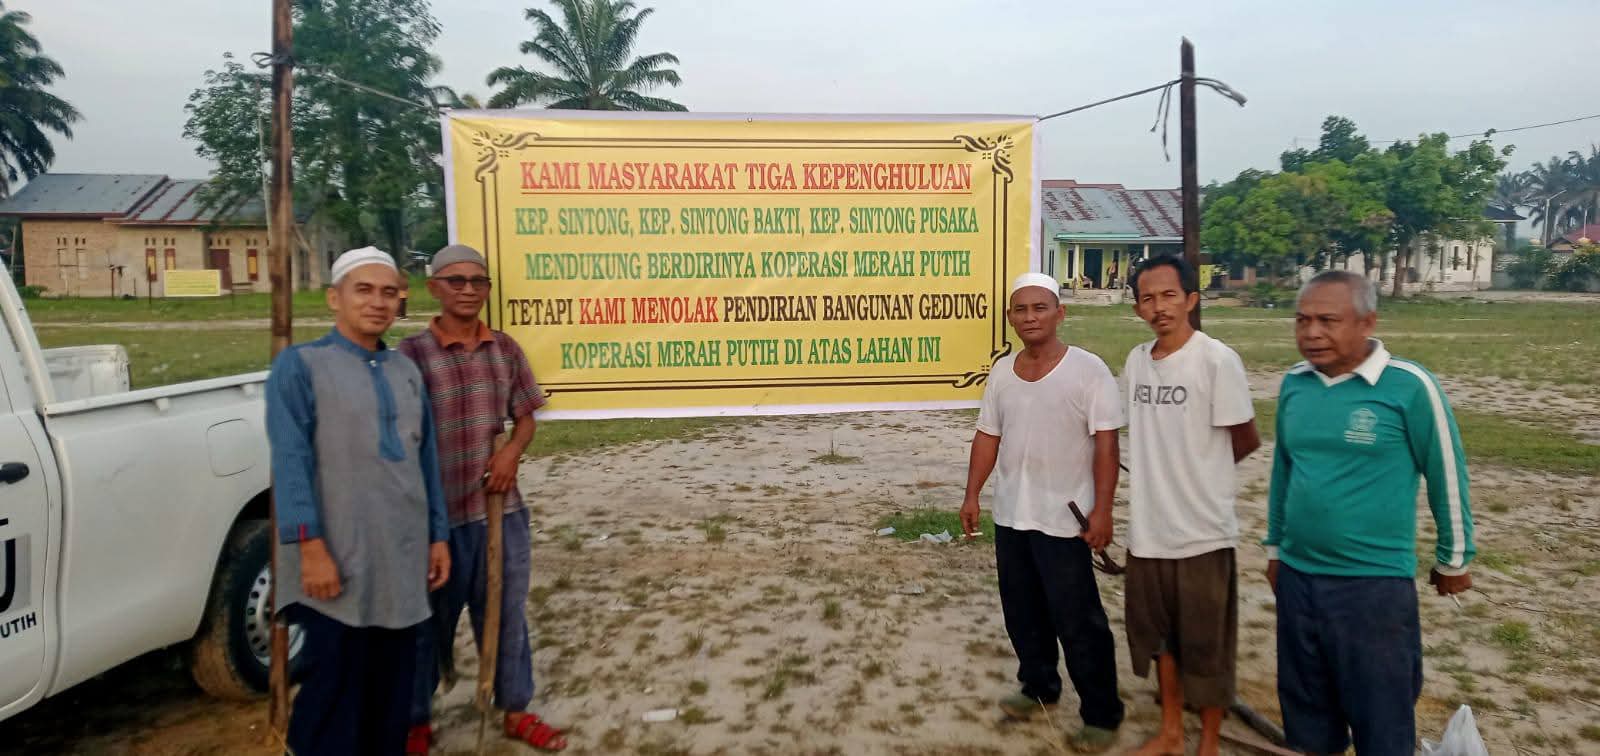 KAMI MASYARAKAT TIGA KEPENGHULUAN
KEP. SINTONG, KEP. SINTONG BAKTI, KEP. SINTONG PUSAKA
MENDUKUNG BERDIRINYA KOPERASI MERAH PUTIH
TETAPI KAMI MENOLAK PENDIRIAN BANGUNAN GEDUNG
KOPERASI MERAH PUTIH DI ATAS LAHAN INI
KENZO
PUTIH